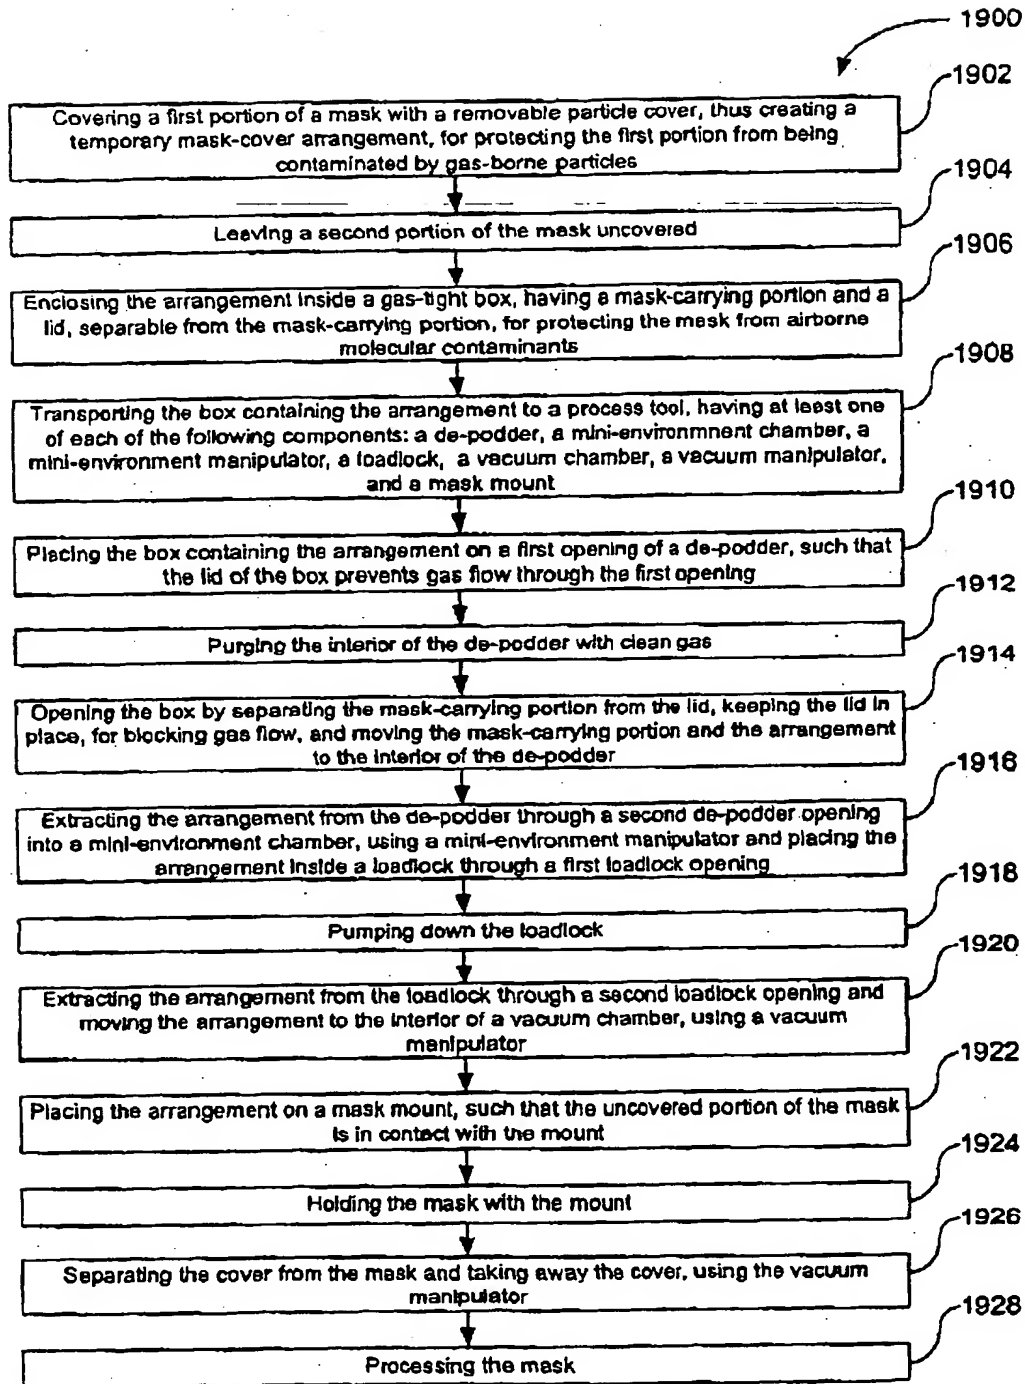 1900
1902
Covering a first portion of a mask with a removable particle cover, thus creating a
temporary mask-cover arrangement, for protecting the first portion from being
contaminated by gas-borne particles
1904
Leaving a second portion of the mask uncovered
1906
Enclosing the arrangement inside a gas-tight box, having a mask-carrying portion and a
lid, separable from the mask-carrying portion, for protecting the mask from airborne
molecular contaminants
1908
Transporting the box containing the arrangement to a process tool, having at least one
of each of the following components: a de-podder, a mini-environmnent chamber, a
mini-environment manipulator, a loadlock, a vacuum chamber, a vacuum manipulator,
and a mask mount
1910
Placing the box containing the arrangement on a first opening of a de-podder, such that
the lid of the box prevents gas flow through the first opening
1912
Purging the interior of the de-podder with clean gas
1914
Opening the box by separating the mask-carrying portion from the lid, keeping the lid in
place, for blocking gas flow, and moving the mask-carrying portion and the arrangement
to the interior of the de-podder
1916
Extracting the arrangement from the de-podder through a second de-podder opening
into a mini-environment chamber, using a mini-environment manipulator and placing the
arrangement inside a loadlock through a first loadlock opening
1918
Pumping down the loadlock
1920
Extracting the arrangement from the loadlock through a second loadlock opening and
moving the arrangement to the interior of a vacuum chamber, using a vacuum
manipulator
1922
Placing the arrangement on a mask mount, such that the uncovered portion of the mask
is in contact with the mount
1924
Holding the mask with the mount
1926
Separating the cover from the mask and taking away the cover, using the vacuum
manipulator
1928
Processing the mask